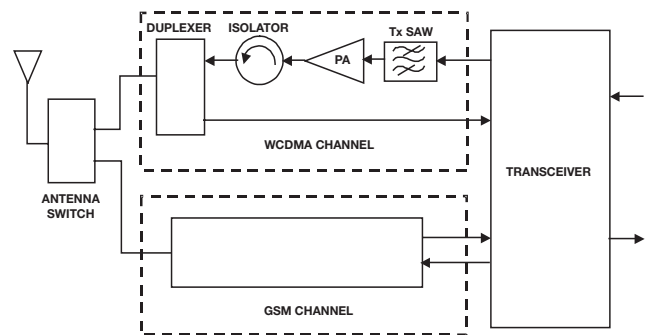 DUPLEXER
ISOLATOR
Tx SAW
PA
WCDMA CHANNEL
ANTENNA
SWITCH
TRANSCEIVER
GSM CHANNEL